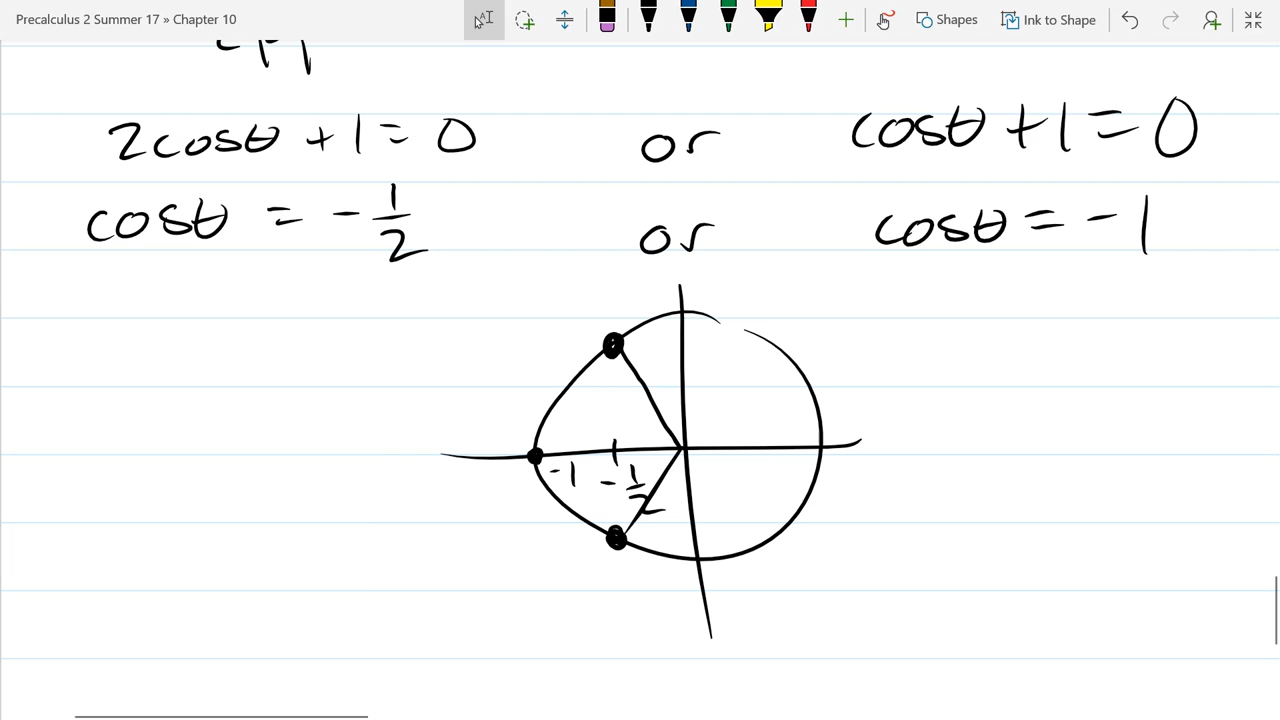 Precalculus 2 Summer 17 » Chapter 10
Shapes
Ink to Shape
2cosθ + 1 = 0 or cosθ + 1 = 0
cosθ = -1/2 or cosθ = -1
-1 -1/2